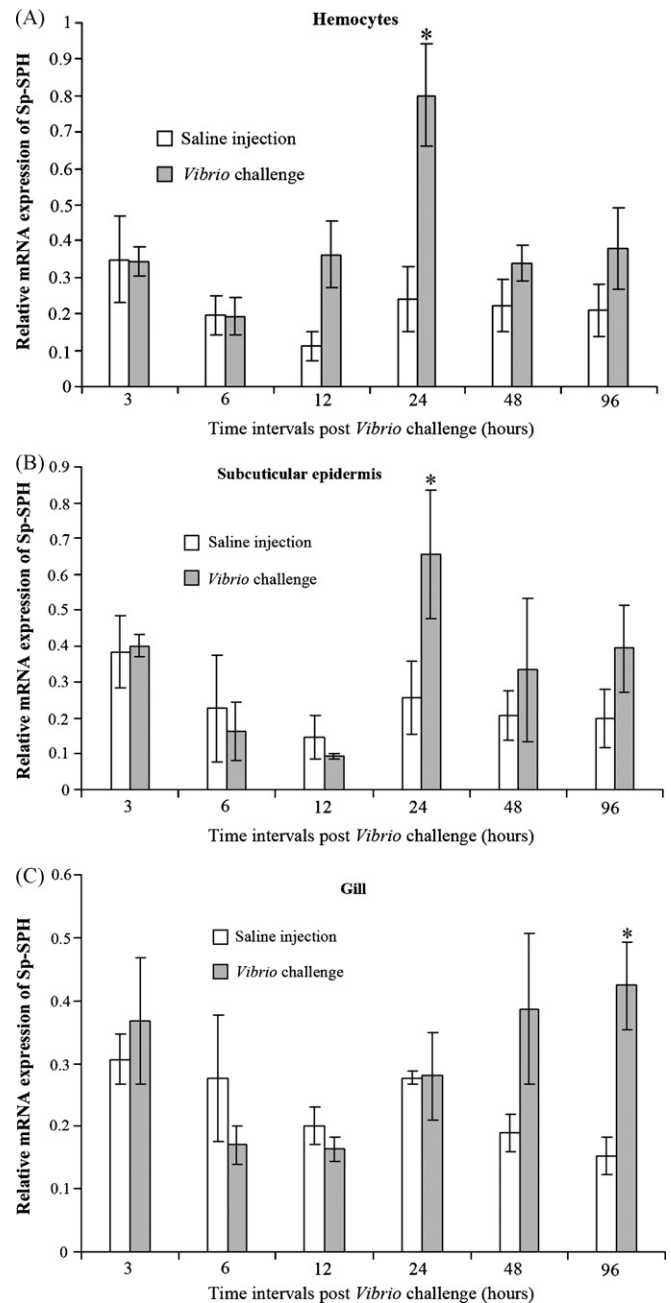 (A)
Hemocytes
Relative mRNA expression of Sp-SPH
1
0.9
0.8
0.7
0.6
0.5
0.4
0.3
0.2
0.1
0
*
Saline injection
Vibrio challenge
3 6 12 24 48 96
Time intervals post Vibrio challenge (hours)
(B)
Subcuticular epidermis
Relative mRNA expression of Sp-SPH
0.9
0.8
0.7
0.6
0.5
0.4
0.3
0.2
0.1
0
*
Saline injection
Vibrio challenge
3 6 12 24 48 96
Time intervals post Vibrio challenge (hours)
(C)
Gill
Relative mRNA expression of Sp-SPH
0.6
0.5
0.4
0.3
0.2
0.1
0
*
Saline injection
Vibrio challenge
3 6 12 24 48 96
Time intervals post Vibrio challenge (hours)